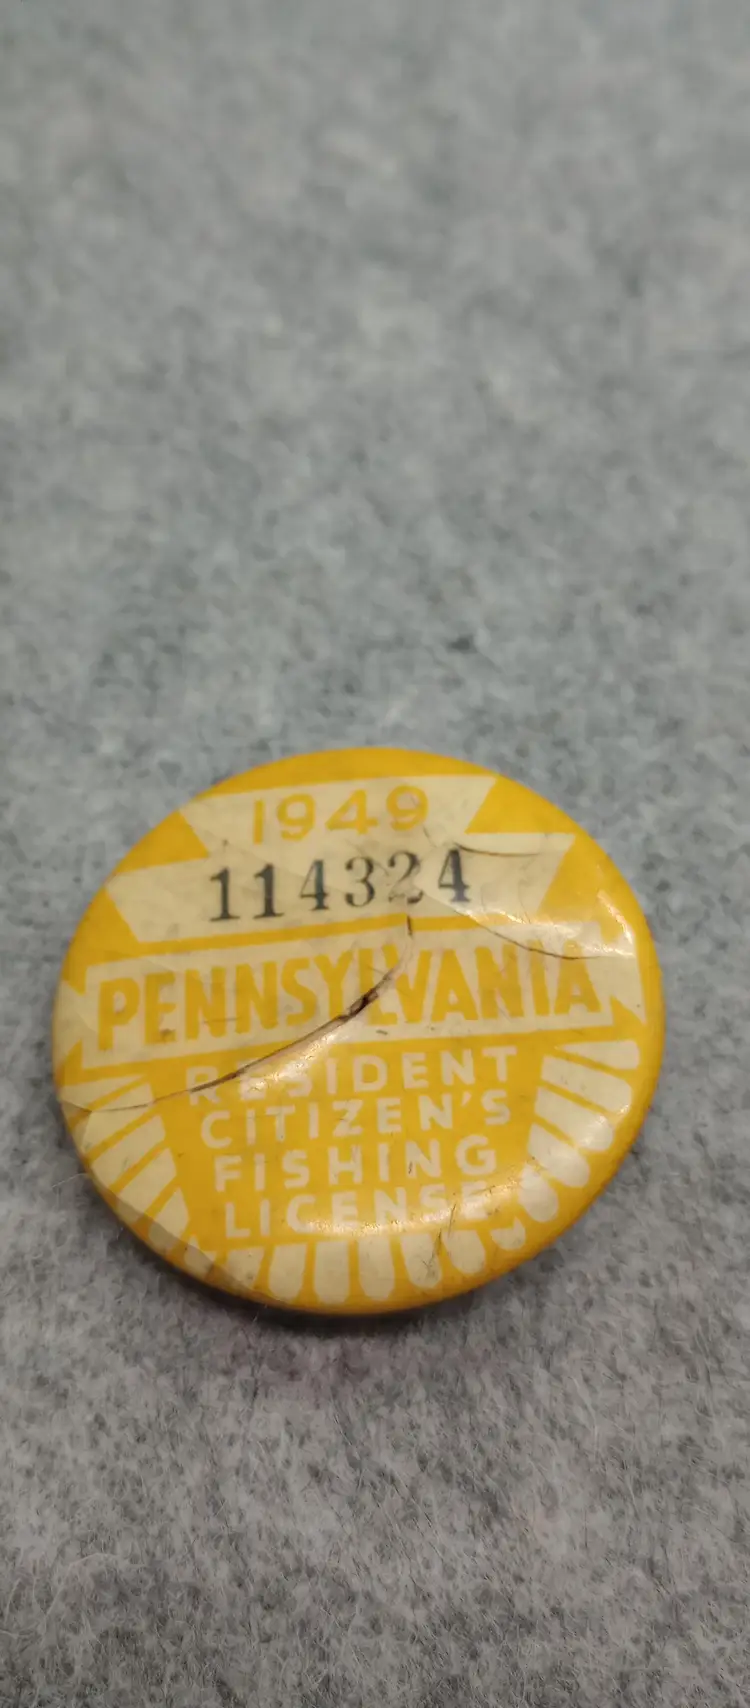 1949
114324
PENNSYLVANIA
RESIDENT
CITIZEN'S
FISHING
LICENSE